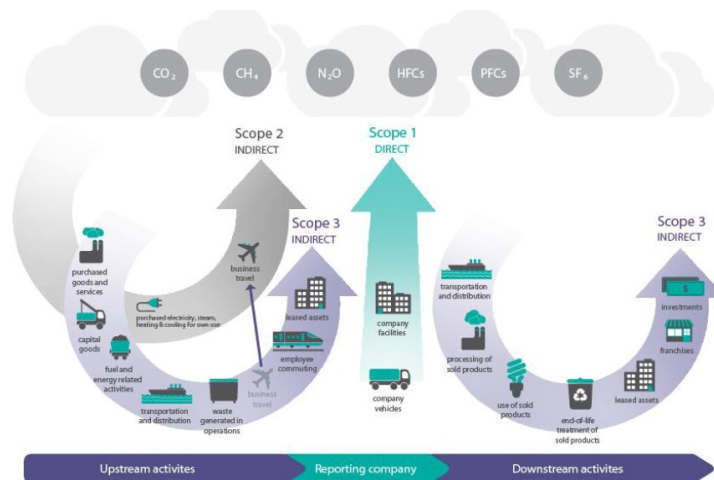 CO₂
CH₄
N₂O
HFCs
PFCs
SF₆
Scope 2
INDIRECT
Scope 1
DIRECT
Scope 3
INDIRECT
Scope 3
INDIRECT
purchased
goods and
services
capital
goods
fuel and
energy related
activities
transportation
and distribution
waste
generated in
operations
business
travel
employee
commuting
leased assets
purchased electricity, steam,
heating & cooling for own use
business
travel
company
facilities
company
vehicles
transportation
and distribution
processing of
sold products
use of sold
products
end-of-life
treatment of
sold products
leased assets
franchises
investments
$
Upstream activites
Reporting company
Downstream activites